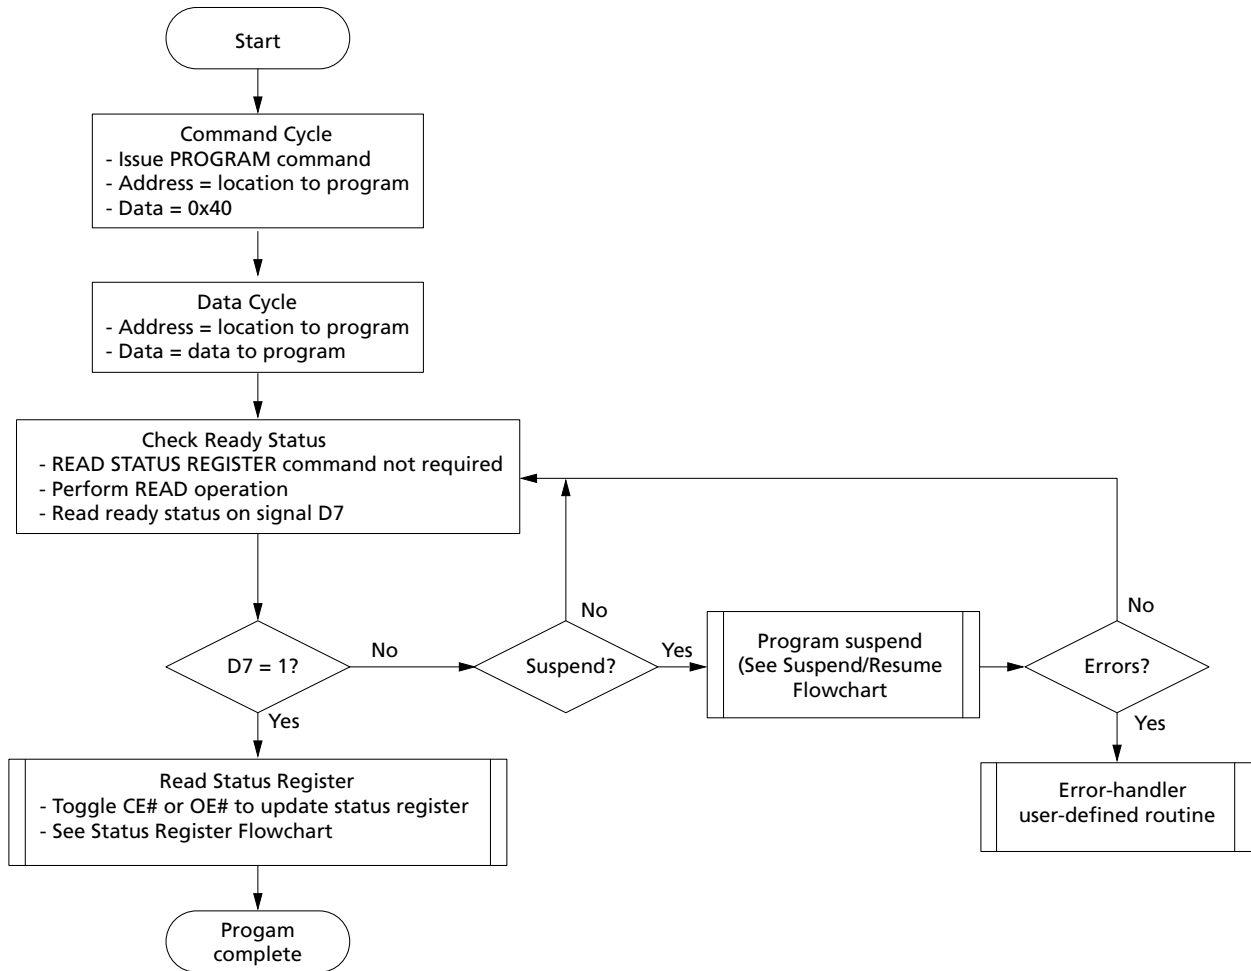 Start
Command Cycle
- Issue PROGRAM command
- Address = location to program
- Data = 0x40
Data Cycle
- Address = location to program
- Data = data to program
Check Ready Status
- READ STATUS REGISTER command not required
- Perform READ operation
- Read ready status on signal D7
D7 = 1?
No
Yes
Suspend?
No
Yes
Program suspend
(See Suspend/Resume
Flowchart
Errors?
No
Yes
Error-handler
user-defined routine
Read Status Register
- Toggle CE# or OE# to update status register
- See Status Register Flowchart
Progam
complete